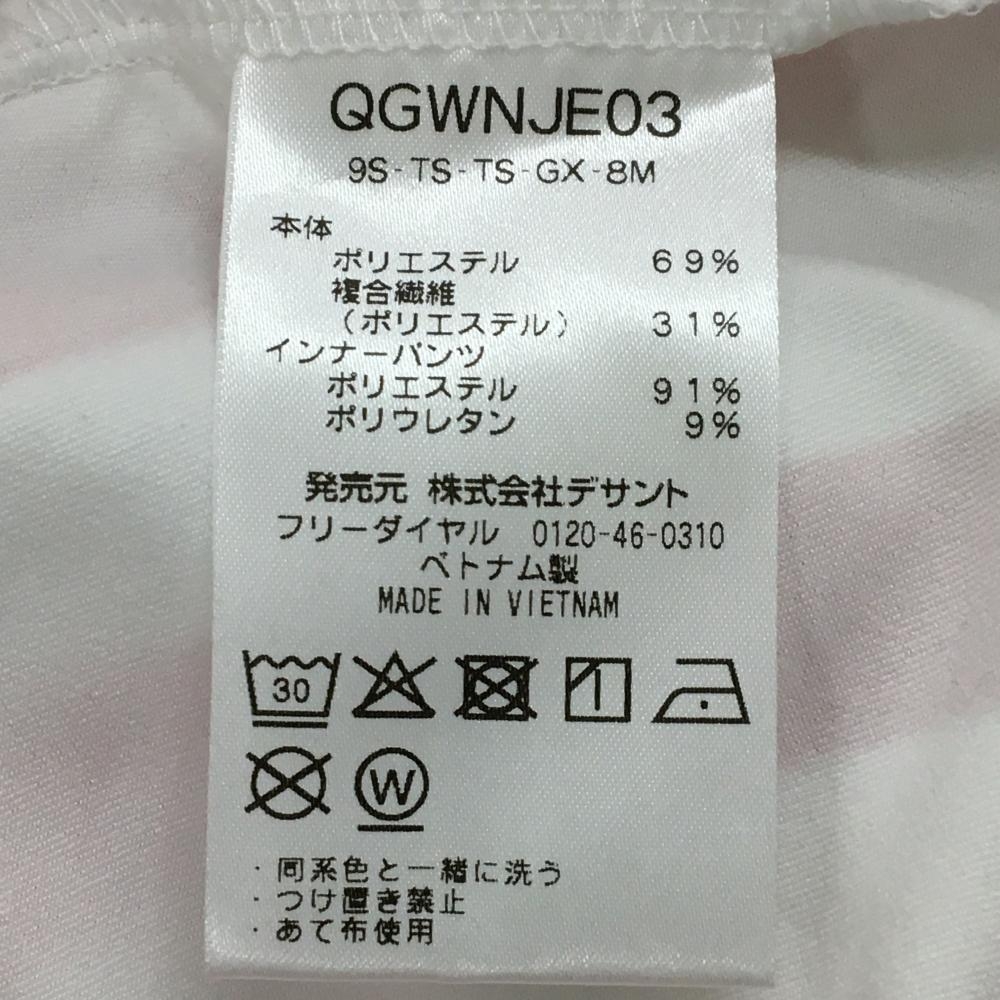 QGWNJE03
9S-TS-TS-GX-8M
本体
ポリエステル 69%
複合繊維
(ポリエステル) 31%
インナーパンツ
ポリエステル 91%
ポリウレタン 9%
発売元 株式会社デサント
フリーダイヤル 0120-46-0310
ベトナム製
MADE IN VIETNAM
30
W
・同系色と一緒に洗う
・つけ置き禁止
・あて布使用